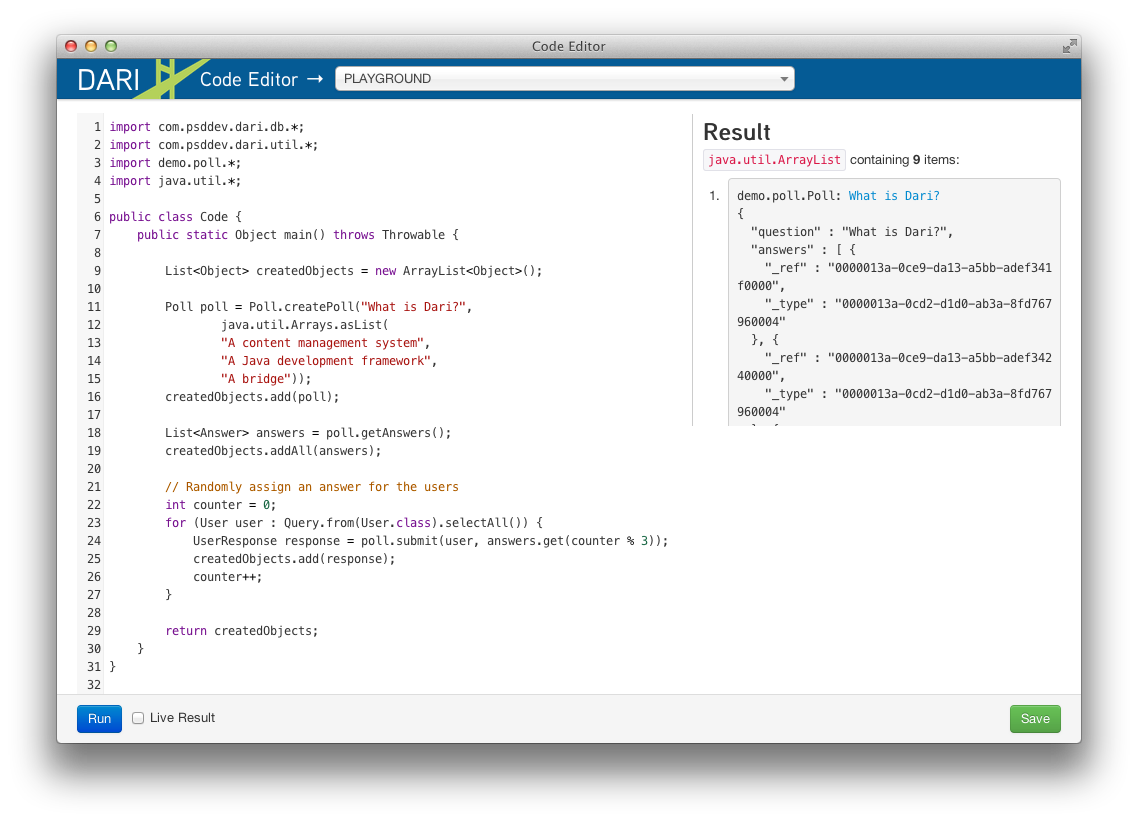 Code Editor
DARI Code Editor → PLAYGROUND
1 import com.psddev.dari.db.*;
2 import com.psddev.dari.util.*;
3 import demo.poll.*;
4 import java.util.*;
5
6 public class Code {
7     public static Object main() throws Throwable {
8
9         List<Object> createdObjects = new ArrayList<Object>();
10
11         Poll poll = Poll.createPoll("What is Dari?",
12                 java.util.Arrays.asList(
13                 "A content management system",
14                 "A Java development framework",
15                 "A bridge"));
16         createdObjects.add(poll);
17
18         List<Answer> answers = poll.getAnswers();
19         createdObjects.addAll(answers);
20
21         // Randomly assign an answer for the users
22         int counter = 0;
23         for (User user : Query.from(User.class).selectAll()) {
24             UserResponse response = poll.submit(user, answers.get(counter % 3));
25             createdObjects.add(response);
26             counter++;
27         }
28
29         return createdObjects;
30     }
31 }
32
Result
java.util.ArrayList containing 9 items:
1. demo.poll.Poll: What is Dari?
{
  "question" : "What is Dari?",
  "answers" : [ {
    "_ref" : "0000013a-0ce9-da13-a5bb-adef341
f0000",
    "_type" : "0000013a-0cd2-d1d0-ab3a-8fd767
960004"
  }, {
    "_ref" : "0000013a-0ce9-da13-a5bb-adef342
40000",
    "_type" : "0000013a-0cd2-d1d0-ab3a-8fd767
960004"
Run Live Result Save